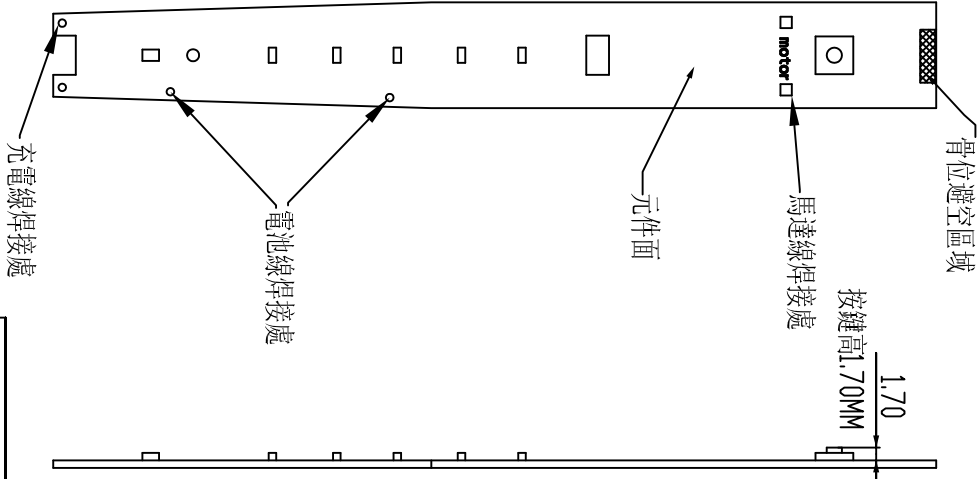 充電線焊接處
電池線焊接處
元件面
motor
馬達線焊接處
骨位避空區域
按鍵高1.70MM
1.70